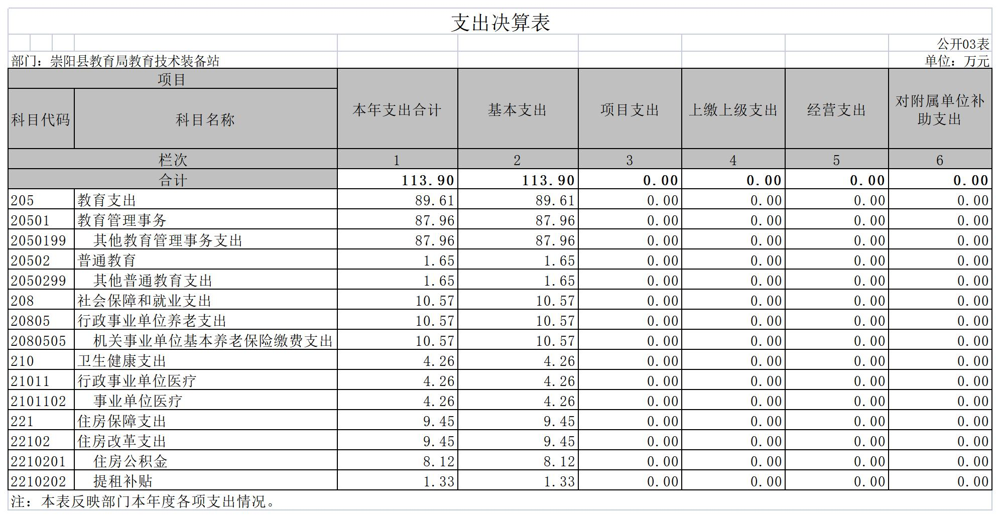 支出决算表
公开03表
部门：崇阳县教育局教育技术装备站 单位：万元
项目 本年支出合计 基本支出 项目支出 上缴上级支出 经营支出 对附属单位补助支出
科目代码 科目名称
栏次 1 2 3 4 5 6
合计 113.90 113.90 0.00 0.00 0.00 0.00
205 教育支出 89.61 89.61 0.00 0.00 0.00 0.00
20501 教育管理事务 87.96 87.96 0.00 0.00 0.00 0.00
2050199 其他教育管理事务支出 87.96 87.96 0.00 0.00 0.00 0.00
20502 普通教育 1.65 1.65 0.00 0.00 0.00 0.00
2050299 其他普通教育支出 1.65 1.65 0.00 0.00 0.00 0.00
208 社会保障和就业支出 10.57 10.57 0.00 0.00 0.00 0.00
20805 行政事业单位养老支出 10.57 10.57 0.00 0.00 0.00 0.00
2080505 机关事业单位基本养老保险缴费支出 10.57 10.57 0.00 0.00 0.00 0.00
210 卫生健康支出 4.26 4.26 0.00 0.00 0.00 0.00
21011 行政事业单位医疗 4.26 4.26 0.00 0.00 0.00 0.00
2101102 事业单位医疗 4.26 4.26 0.00 0.00 0.00 0.00
221 住房保障支出 9.45 9.45 0.00 0.00 0.00 0.00
22102 住房改革支出 9.45 9.45 0.00 0.00 0.00 0.00
2210201 住房公积金 8.12 8.12 0.00 0.00 0.00 0.00
2210202 提租补贴 1.33 1.33 0.00 0.00 0.00 0.00
注：本表反映部门本年度各项支出情况。